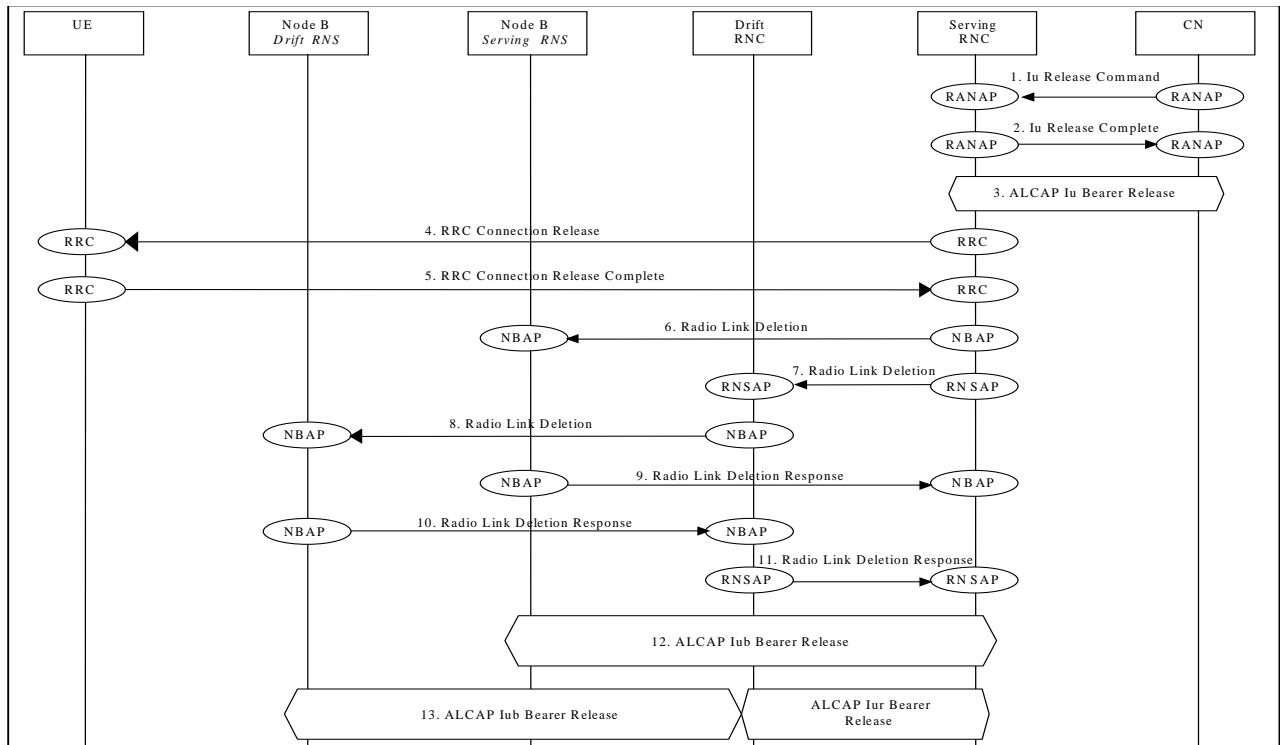 UE
Node B
Drift RNS
Node B
Serving RNS
Drift
RNC
Serving
RNC
CN
1. Iu Release Command
RANAP
RANAP
2. Iu Release Complete
RANAP
RANAP
3. ALCAP Iu Bearer Release
4. RRC Connection Release
RRC
RRC
5. RRC Connection Release Complete
RRC
RRC
6. Radio Link Deletion
NBAP
NBAP
7. Radio Link Deletion
RNSAP
RNSAP
8. Radio Link Deletion
NBAP
NBAP
9. Radio Link Deletion Response
NBAP
NBAP
10. Radio Link Deletion Response
NBAP
NBAP
11. Radio Link Deletion Response
RNSAP
RNSAP
12. ALCAP Iub Bearer Release
13. ALCAP Iub Bearer Release
ALCAP Iur Bearer
Release